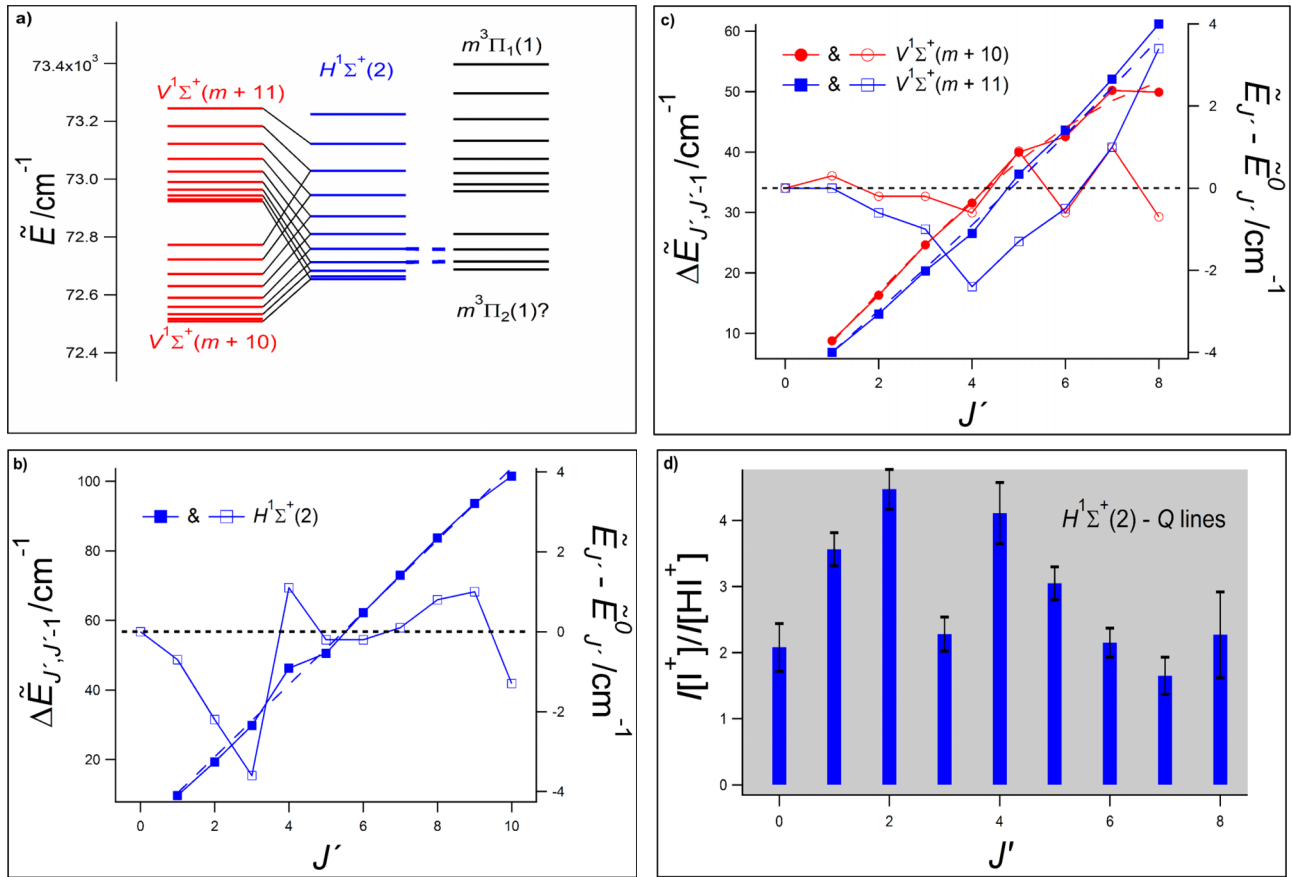 a)
m³Π₁(1)
H¹Σ⁺(2)
V¹Σ⁺(m + 11)
73.4x10³
73.2
73.0
72.8
72.6
72.4
Ẽ /cm⁻¹
V¹Σ⁺(m + 10)
m³Π₂(1)?
c)
& V¹Σ⁺(m + 10)
& V¹Σ⁺(m + 11)
60
50
40
30
20
10
ΔẼJ´,J´-1/cm⁻¹
4
2
0
-2
-4
ẼJ´ - Ẽ⁰J´/cm⁻¹
0 2 4 6 8
J´
b)
& H¹Σ⁺(2)
100
80
60
40
20
ΔẼJ´,J´-1/cm⁻¹
4
2
0
-2
-4
ẼJ´ - Ẽ⁰J´/cm⁻¹
0 2 4 6 8 10
J´
d)
H¹Σ⁺(2) - Q lines
4
3
2
1
0
I[I⁺]/I[HI⁺]
0 2 4 6 8
J'